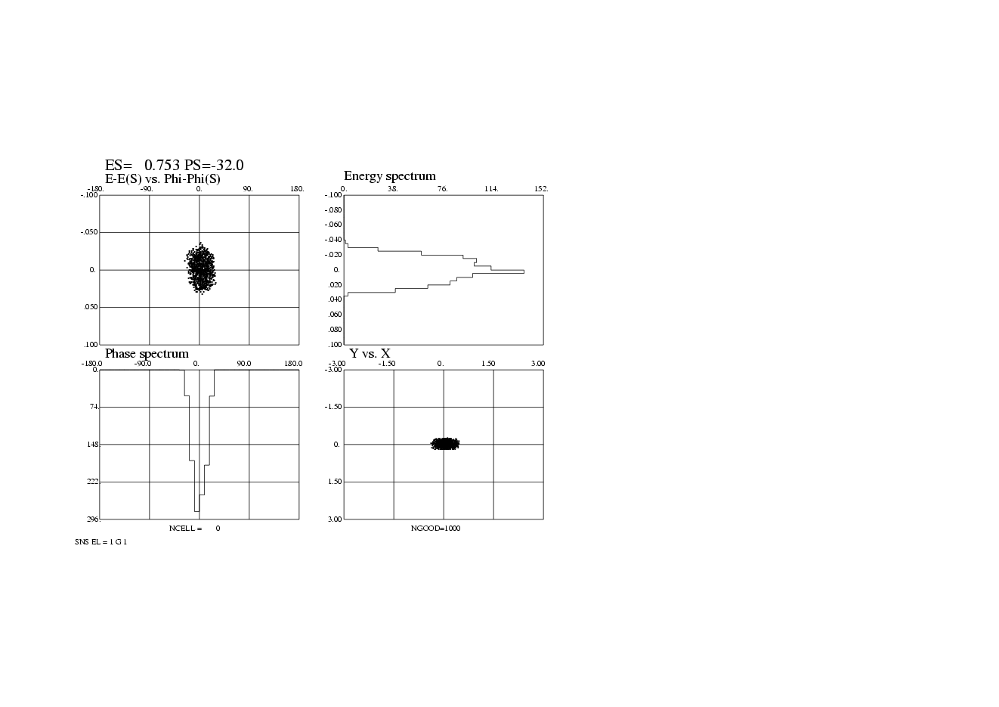 ES=   0.753 PS=-32.0
E-E(S) vs. Phi-Phi(S)
-180. -90. 0. 90. 180.
-.100
-.050
0.
.050
.100
Energy spectrum
0. 38. 76. 114. 152.
-.100
-.080
-.060
-.040
-.020
0.
.020
.040
.060
.080
.100
Phase spectrum
-180.0 -90.0 0. 90.0 180.0
0.
74.
148.
222.
296.
NCELL =      0
Y vs. X
-3.00 -1.50 0. 1.50 3.00
-3.00
-1.50
0.
1.50
3.00
NGOOD=1000
SNS EL = 1 G 1